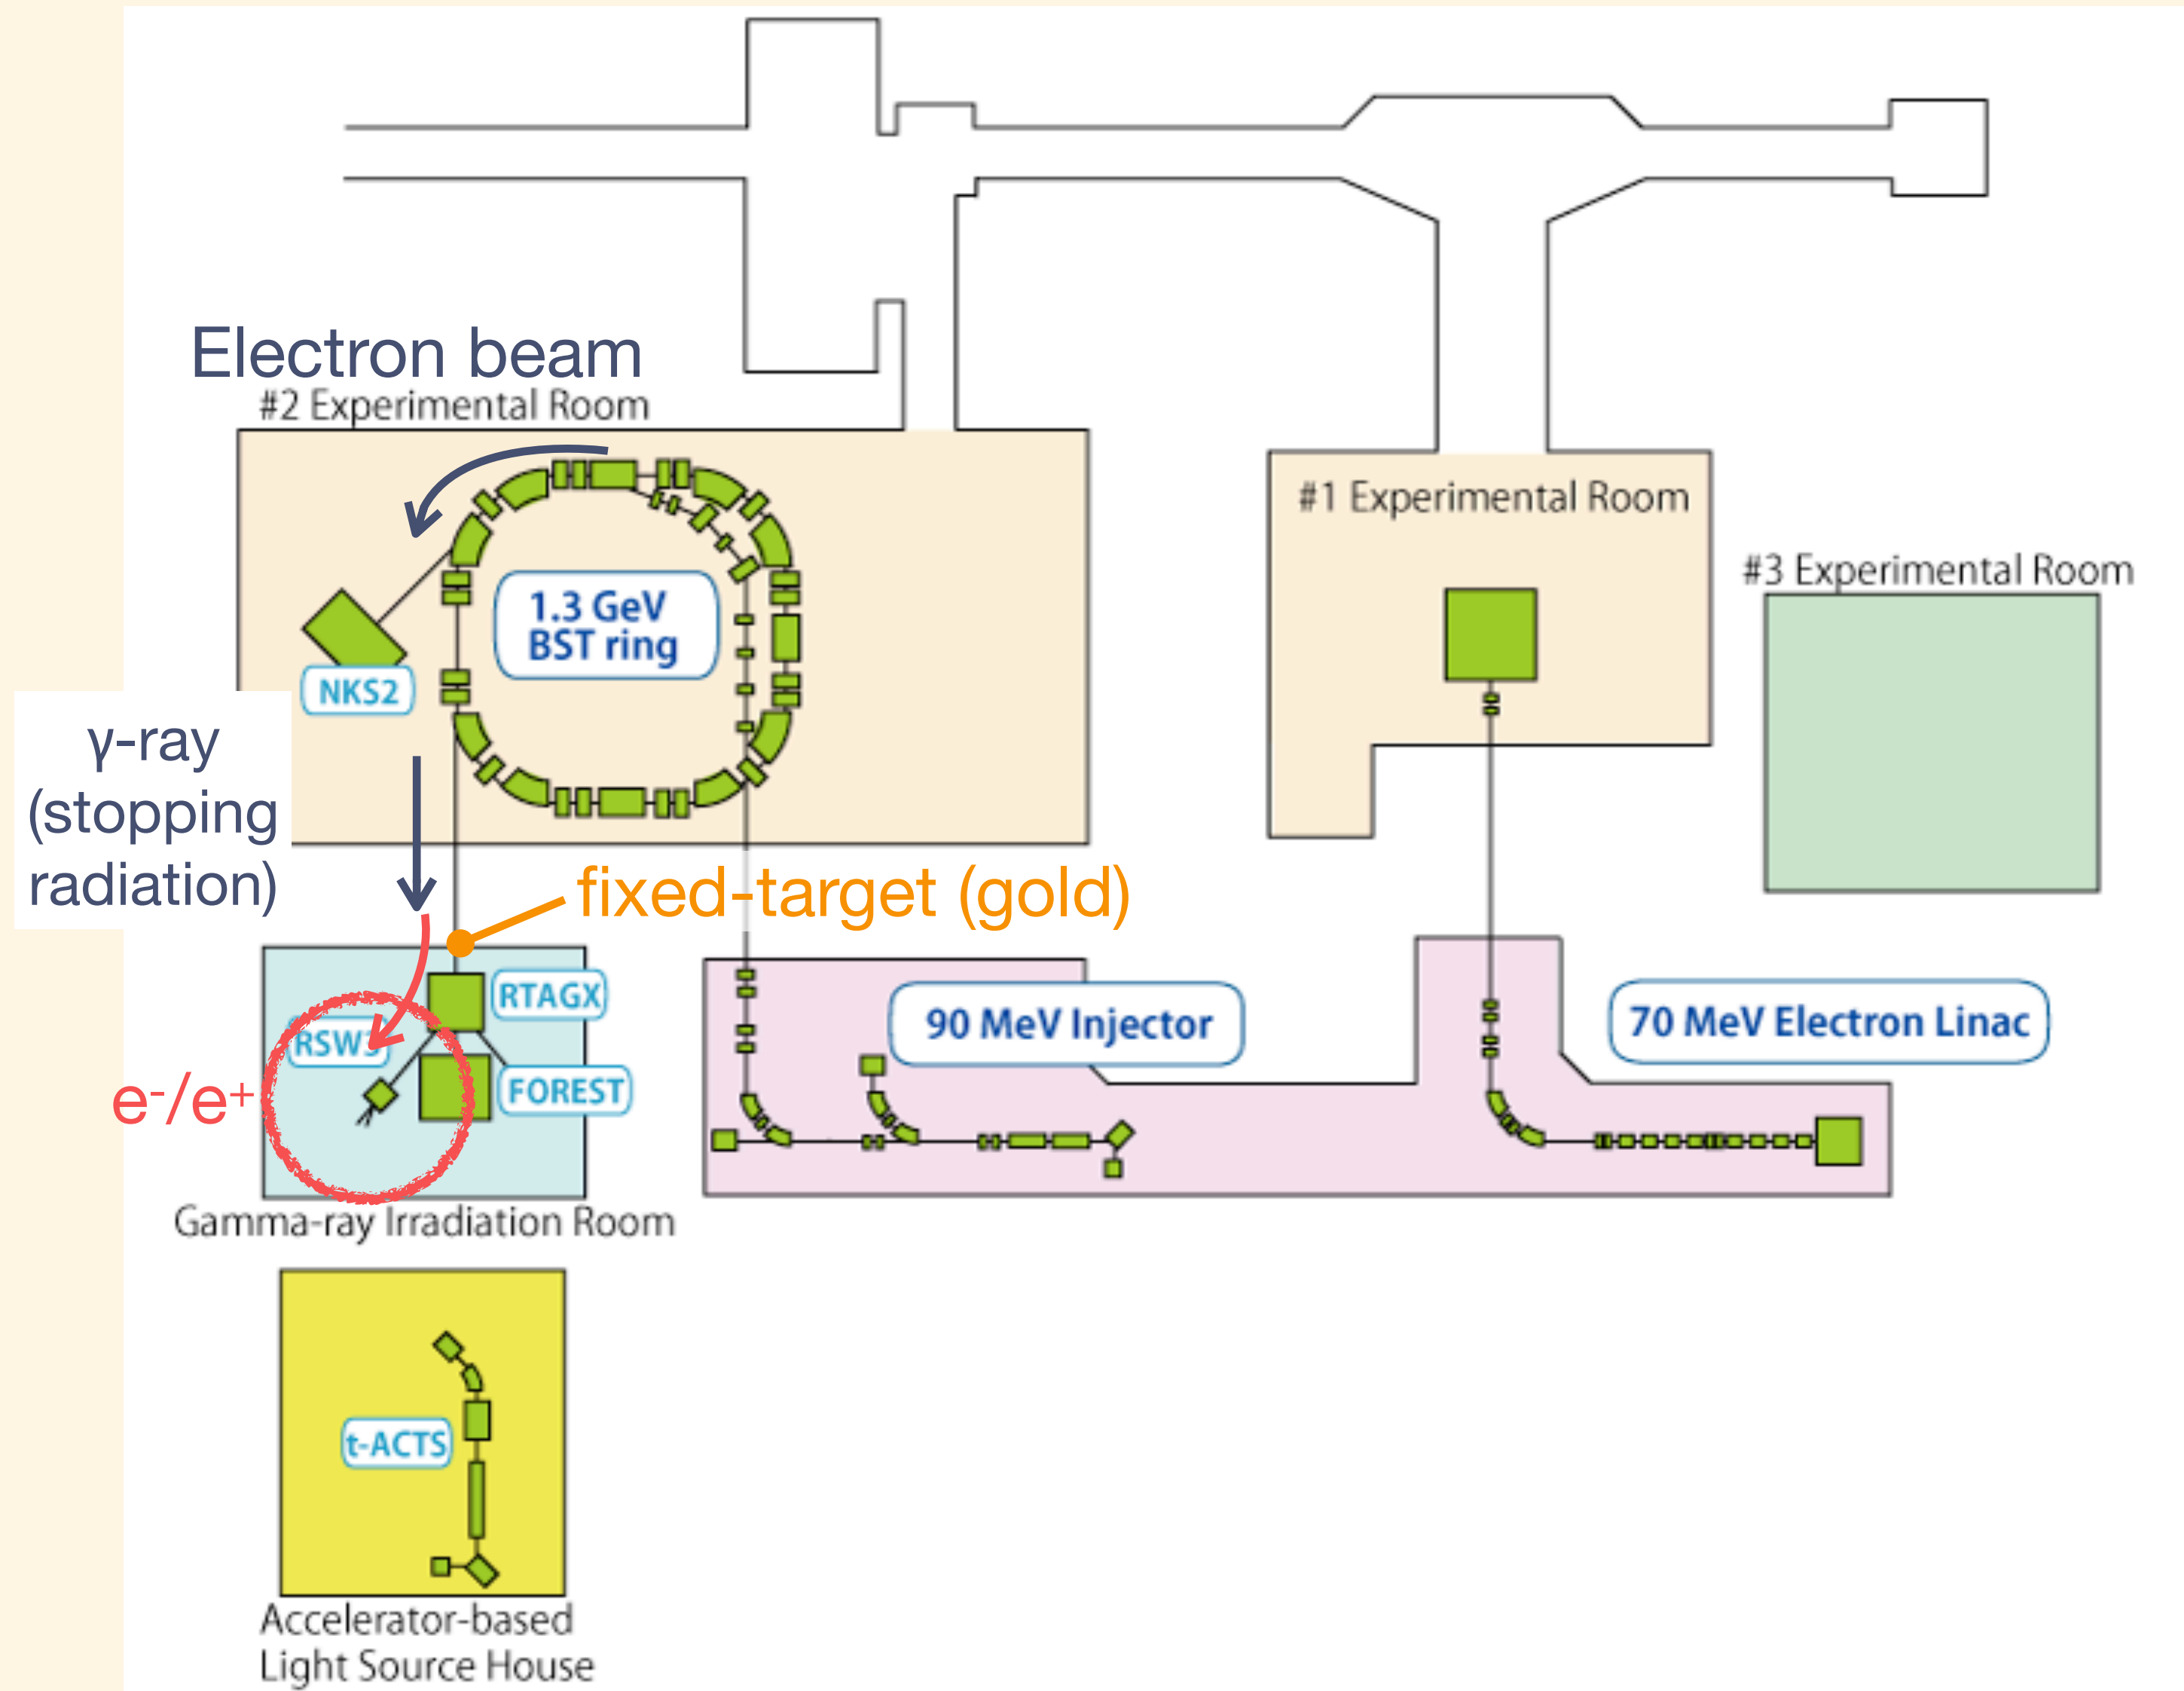 Electron beam
#2 Experimental Room
#1 Experimental Room
#3 Experimental Room
1.3 GeV
BST ring
NKS2
γ-ray
(stopping
radiation)
fixed-target (gold)
RTAGX
RSW3
90 MeV Injector
70 MeV Electron Linac
e-/e+
FOREST
Gamma-ray Irradiation Room
t-ACTS
Accelerator-based
Light Source House